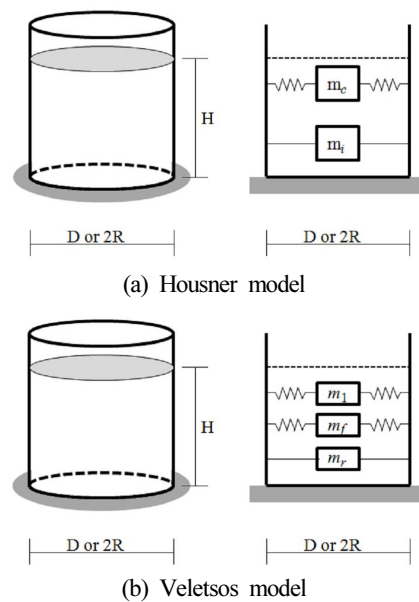 H
m_c
m_i
D or 2R
D or 2R
(a) Housner model
H
m_1
m_f
m_r
D or 2R
D or 2R
(b) Veletsos model